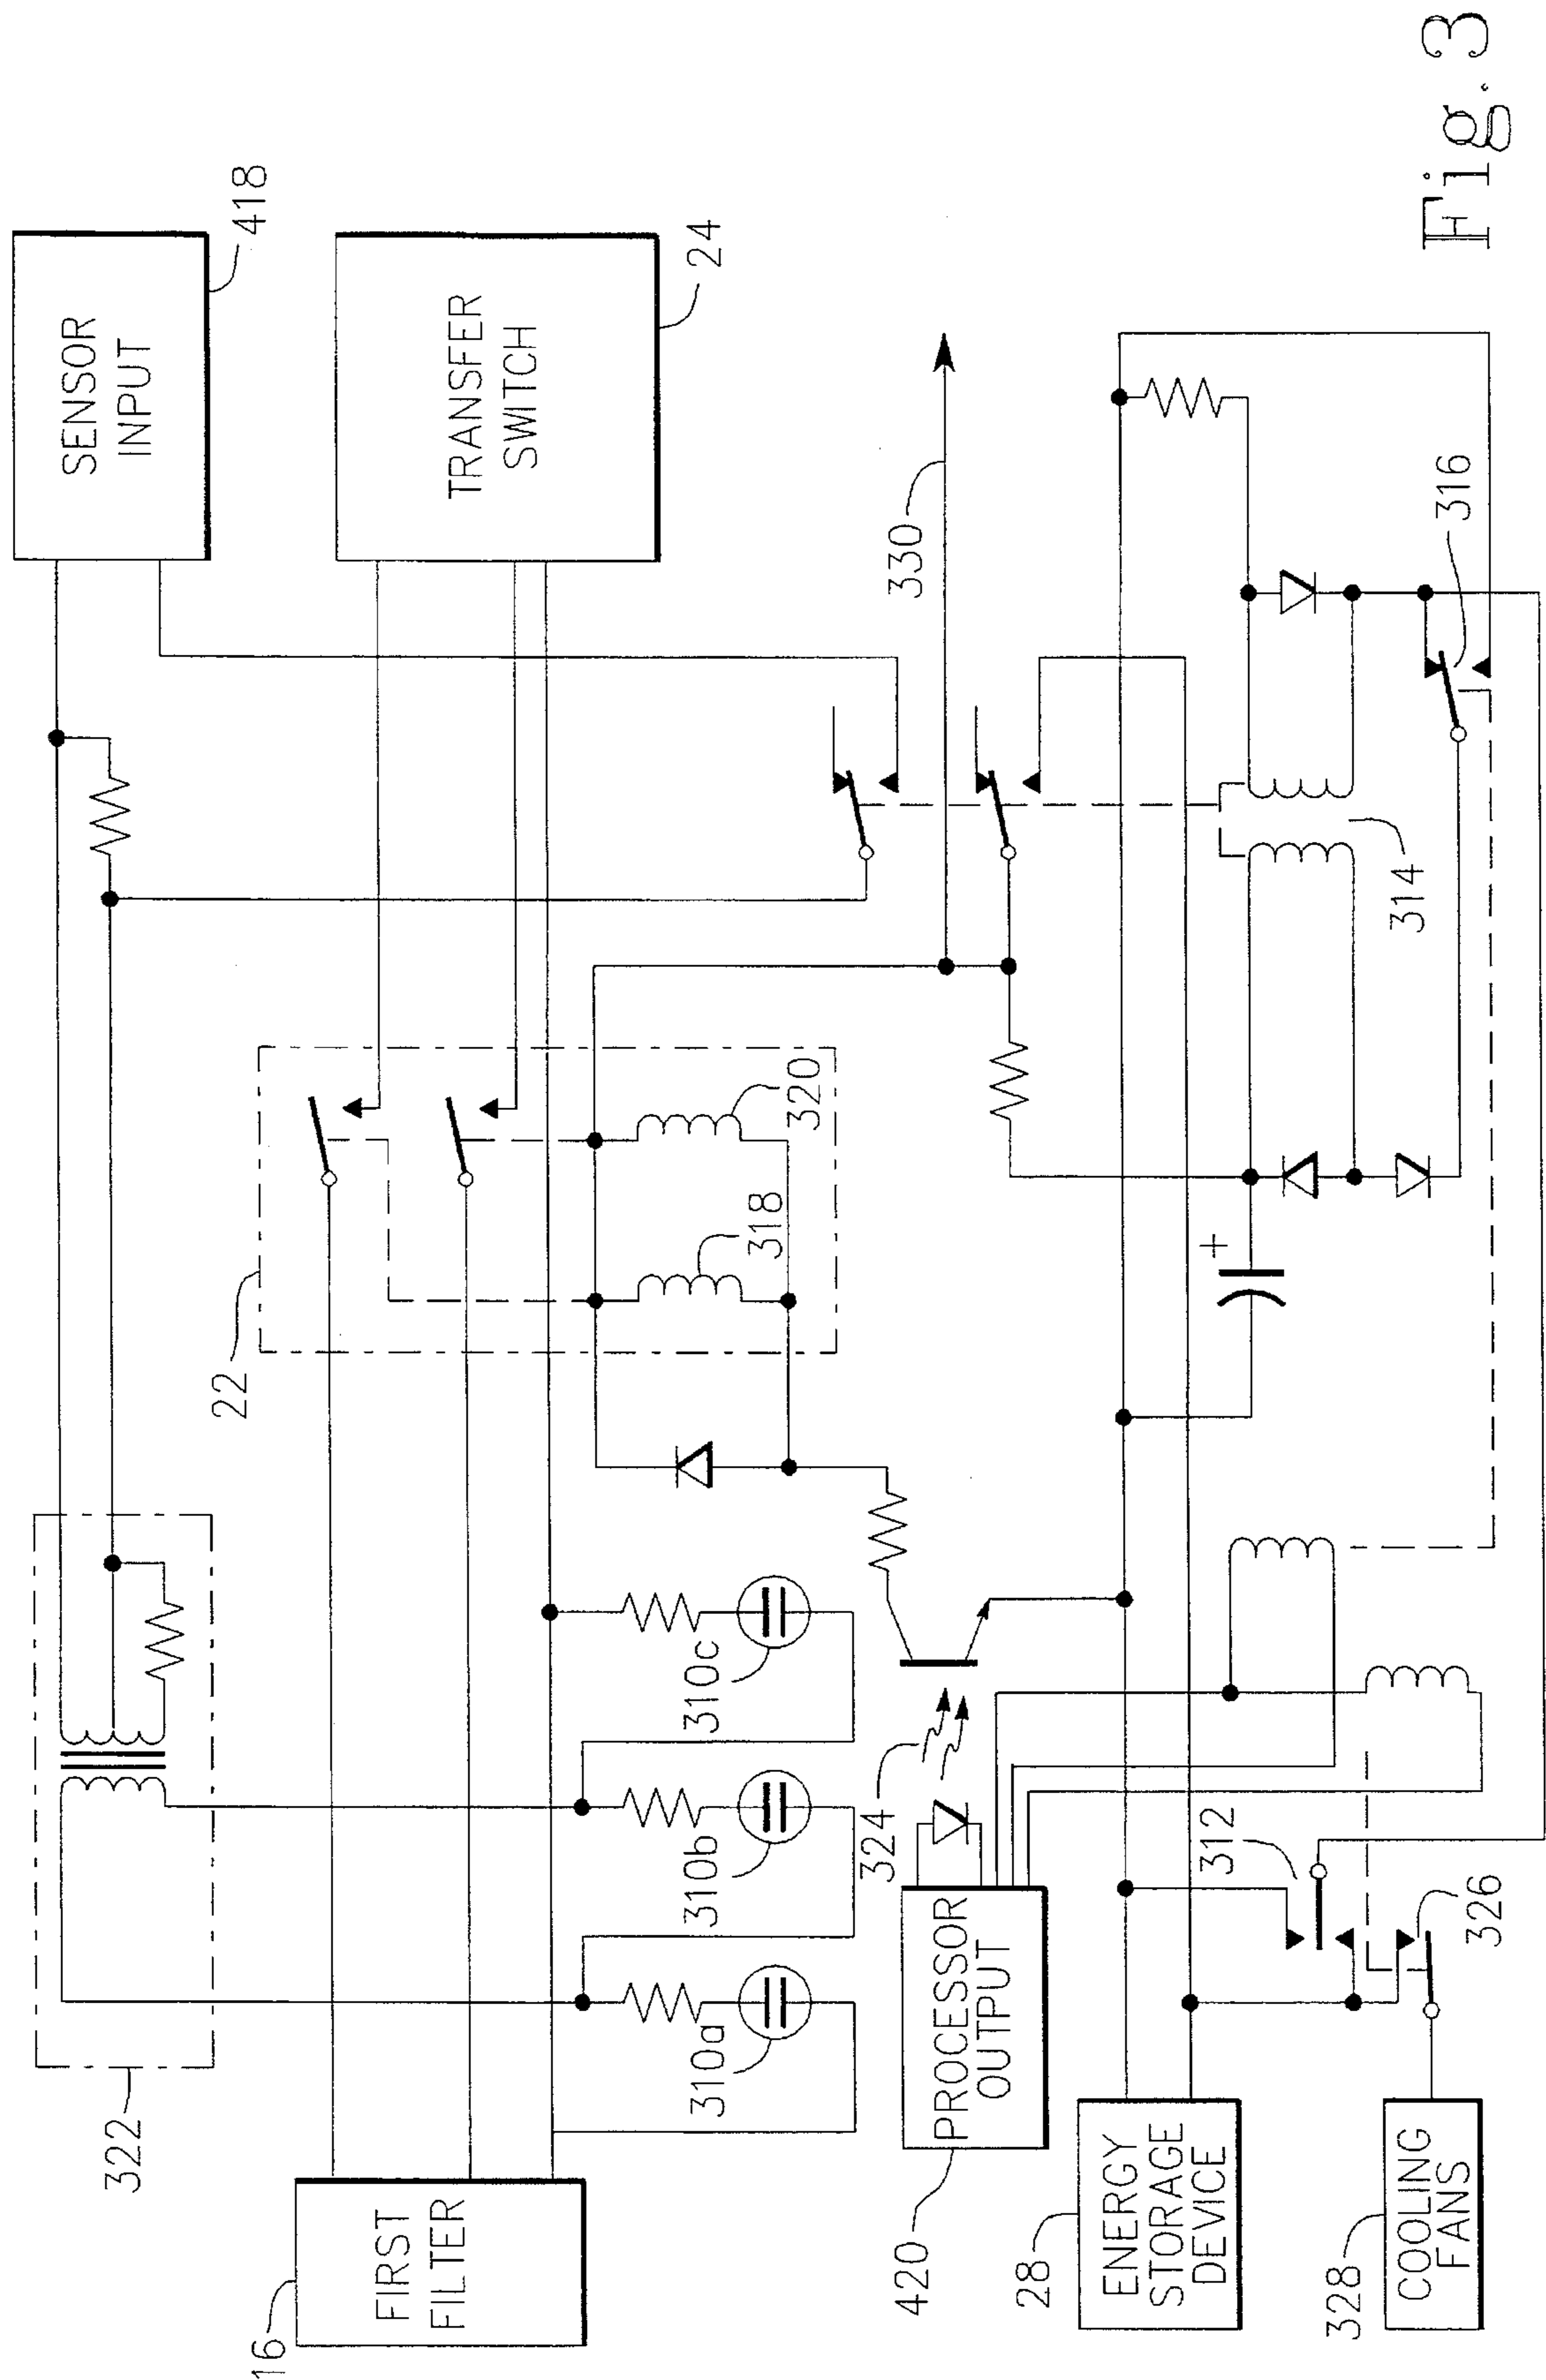 SENSOR
INPUT
418
TRANSFER
SWITCH
24
330
316
314
320
318
22
+
322
310c
310b
310a
324
312
326
FIRST
FILTER
16
PROCESSOR
OUTPUT
420
ENERGY
STORAGE
DEVICE
28
COOLING
FANS
328
Fig. 3